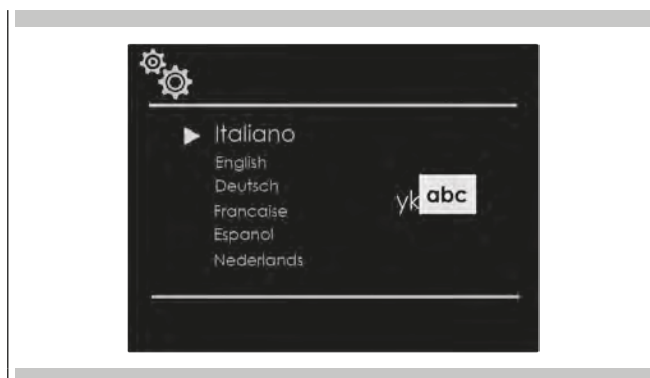 Italiano
English
Deutsch
Francaise
Espanol
Nederlands
yk abc